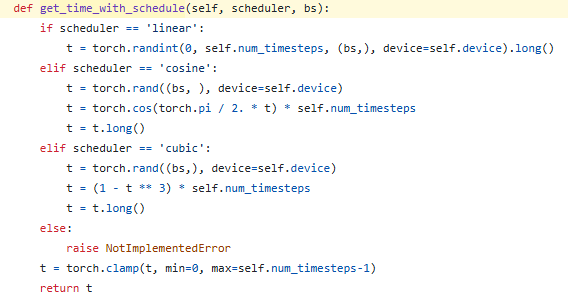 def get_time_with_schedule(self, scheduler, bs):
    if scheduler == 'linear':
        t = torch.randint(0, self.num_timesteps, (bs,), device=self.device).long()
    elif scheduler == 'cosine':
        t = torch.rand((bs, ), device=self.device)
        t = torch.cos(torch.pi / 2. * t) * self.num_timesteps
        t = t.long()
    elif scheduler == 'cubic':
        t = torch.rand((bs,), device=self.device)
        t = (1 - t ** 3) * self.num_timesteps
        t = t.long()
    else:
        raise NotImplementedError
    t = torch.clamp(t, min=0, max=self.num_timesteps-1)
    return t